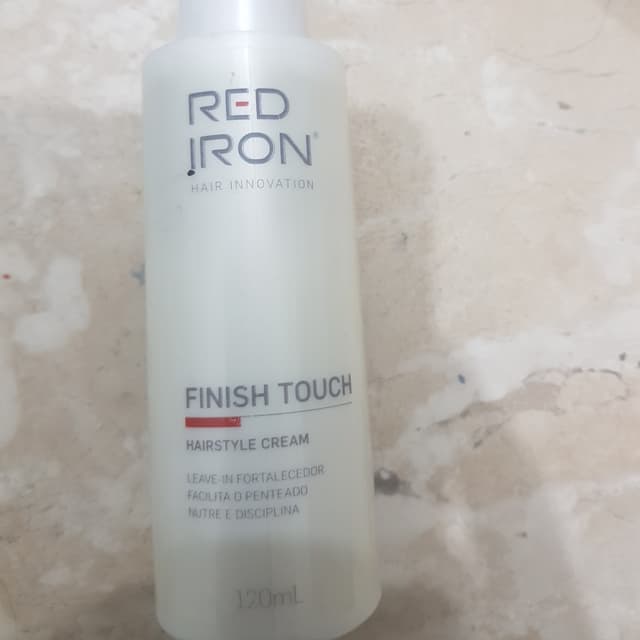 RED
IRON®
HAIR INNOVATION
FINISH TOUCH
HAIRSTYLE CREAM
LEAVE-IN FORTALECEDOR
FACILITA O PENTEADO
NUTRE E DISCIPLINA
120mL